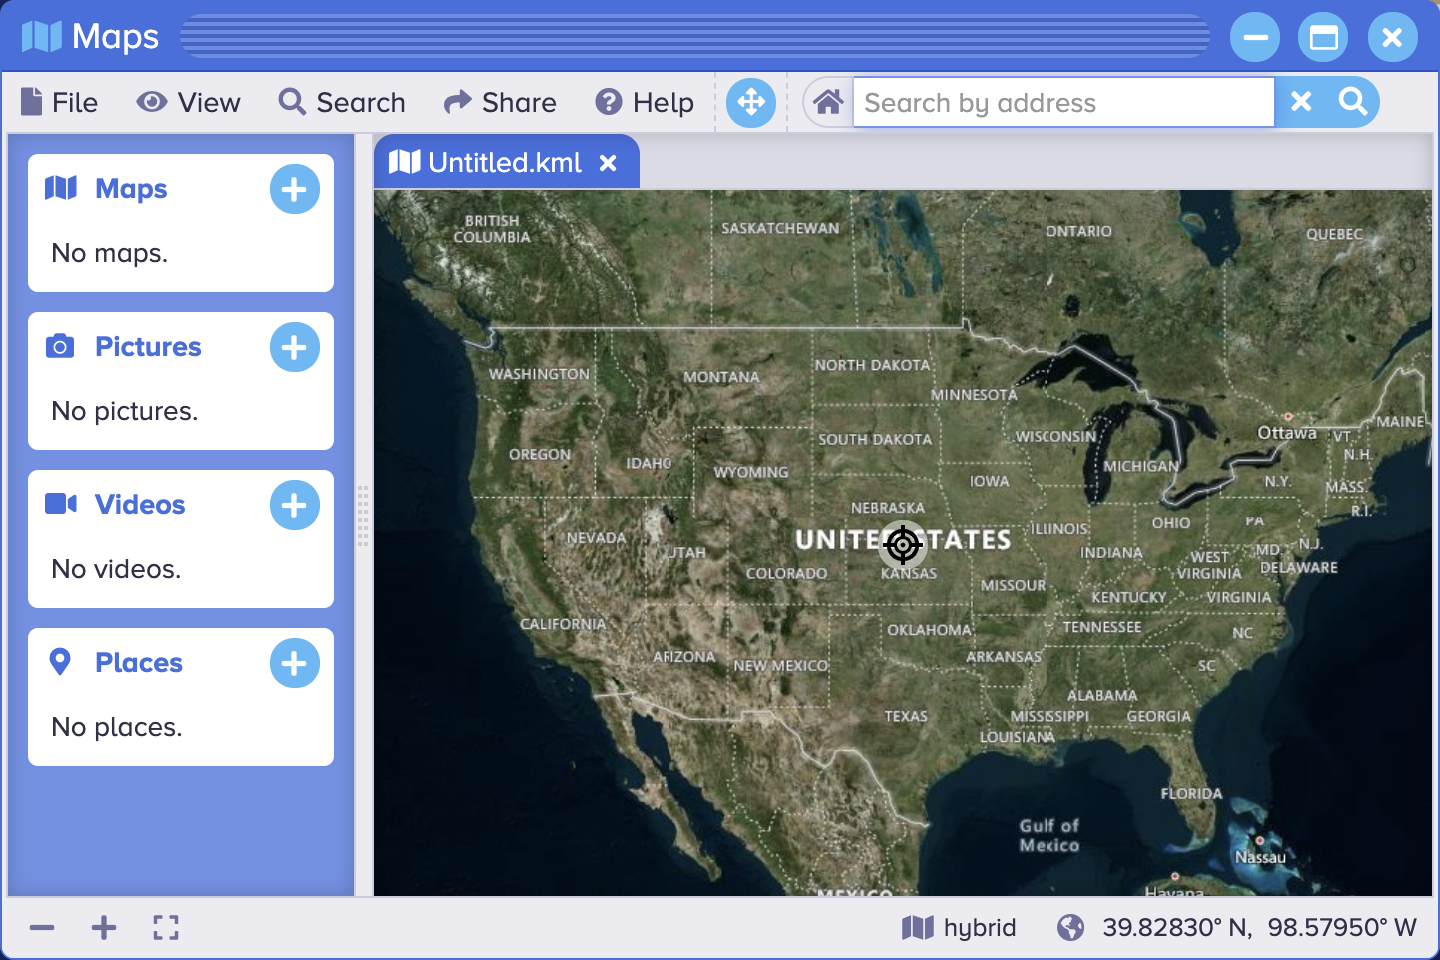 Maps
File View Search Share Help Search by address
Maps
No maps.
Pictures
No pictures.
Videos
No videos.
Places
No places.
Untitled.kml
BRITISH
COLUMBIA
SASKATCHEWAN
ONTARIO
QUEBEC
WASHINGTON
MONTANA
NORTH DAKOTA
MINNESOTA
Ottawa
MAINE
VT.
N.H.
OREGON
IDAHO
WYOMING
SOUTH DAKOTA
WISCONSIN
MICHIGAN
IOWA
N.Y.
MASS.
R.I.
NEBRASKA
NEVADA
UTAH
UNITED STATES
ILLINOIS
OHIO
PA
N.J.
MD.
DELAWARE
COLORADO
KANSAS
INDIANA
WEST
VIRGINIA
MISSOUR
KENTUCKY
VIRGINIA
CALIFORNIA
OKLAHOMA
TENNESSEE
NC
ARIZONA
NEW MEXICO
ARKANSAS
SC
ALABAMA
TEXAS
MISSISSIPPI
GEORGIA
LOUISIANA
FLORIDA
Gulf of
Mexico
Nassau
Havana
MEXICO
hybrid 39.82830° N, 98.57950° W